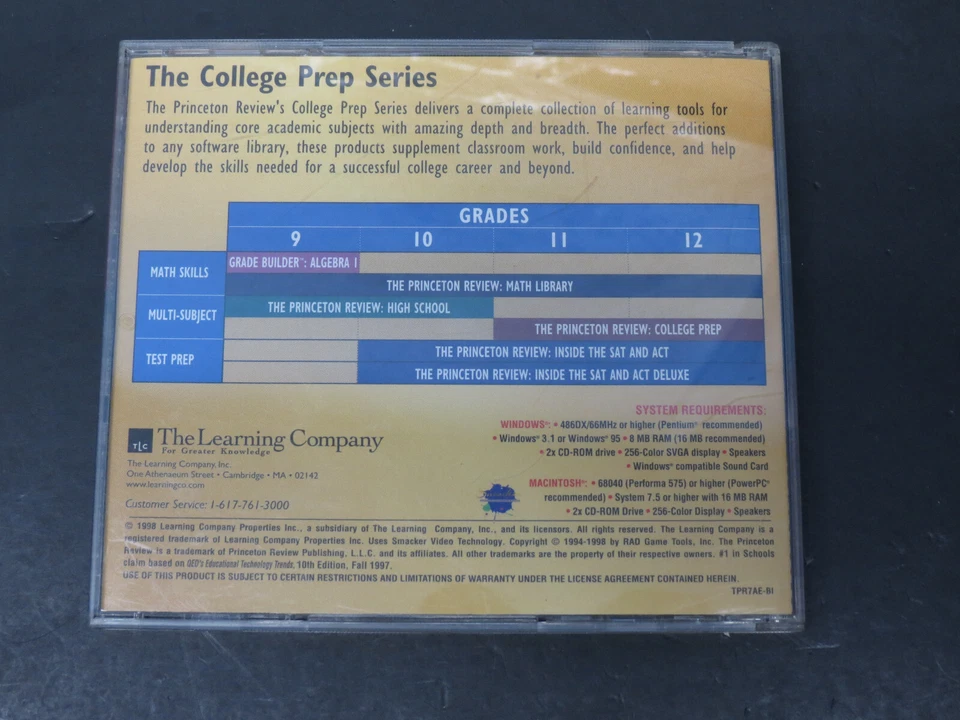 The College Prep Series
The Princeton Review's College Prep Series delivers a complete collection of learning tools for
understanding core academic subjects with amazing depth and breadth. The perfect additions
to any software library, these products supplement classroom work, build confidence, and help
develop the skills needed for a successful college career and beyond.
GRADES
9 10 11 12
MATH SKILLS
GRADE BUILDER™: ALGEBRA I
THE PRINCETON REVIEW: MATH LIBRARY
MULTI-SUBJECT
THE PRINCETON REVIEW: HIGH SCHOOL
THE PRINCETON REVIEW: COLLEGE PREP
TEST PREP
THE PRINCETON REVIEW: INSIDE THE SAT AND ACT
THE PRINCETON REVIEW: INSIDE THE SAT AND ACT DELUXE
SYSTEM REQUIREMENTS:
WINDOWS®: • 486DX/66MHz or higher (Pentium® recommended)
• Windows® 3.1 or Windows® 95 • 8 MB RAM (16 MB recommended)
• 2x CD-ROM drive • 256-Color SVGA display • Speakers
• Windows® compatible Sound Card
MACINTOSH®: • 68040 (Performa 575) or higher (PowerPC®
recommended) • System 7.5 or higher with 16 MB RAM
• 2x CD-ROM drive • 256-Color Display • Speakers
TLC
The Learning Company
For Greater Knowledge
The Learning Company, Inc.
One Athenaeum Street • Cambridge • MA • 02142
www.learningco.com
Customer Service: 1-617-761-3000
© 1998 Learning Company Properties Inc., a subsidiary of The Learning Company, Inc., and its licensors. All rights reserved. The Learning Company is a
registered trademark of Learning Company Properties Inc. Uses Smacker Video Technology. Copyright © 1994-1998 by RAD Game Tools, Inc. The Princeton
Review is a trademark of Princeton Review Publishing, L.L.C. and its affiliates. All other trademarks are the property of their respective owners. #1 in Schools
claim based on QED's Educational Technology Trends, 10th Edition, Fall 1997.
USE OF THIS PRODUCT IS SUBJECT TO CERTAIN RESTRICTIONS AND LIMITATIONS OF WARRANTY UNDER THE LICENSE AGREEMENT CONTAINED HEREIN.
TPR7AE-BI